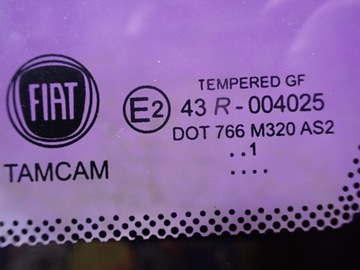 FIAT
TAMCAM
TEMPERED GF
E2 43 R - 004025
DOT 766 M320 AS2
. . 1
. . . .